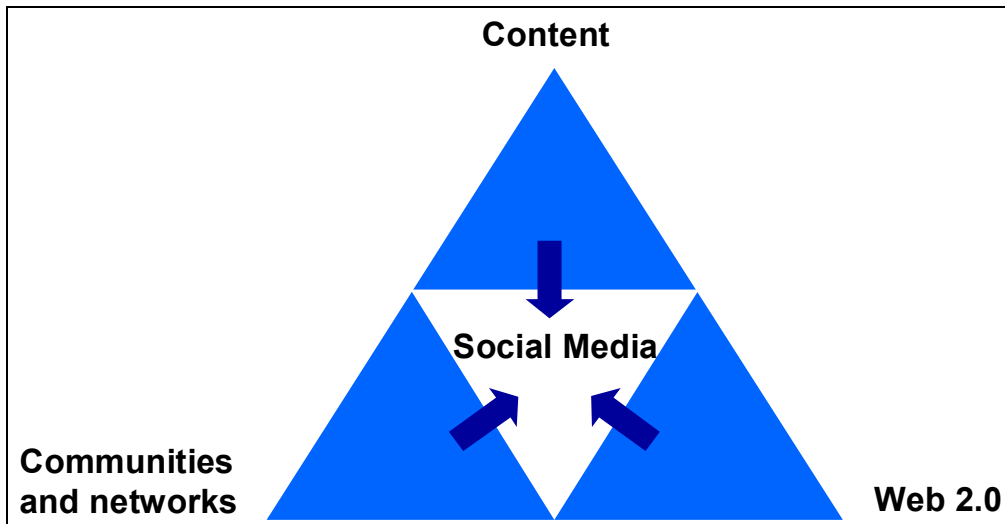 Content
Social Media
Communities
and networks
Web 2.0